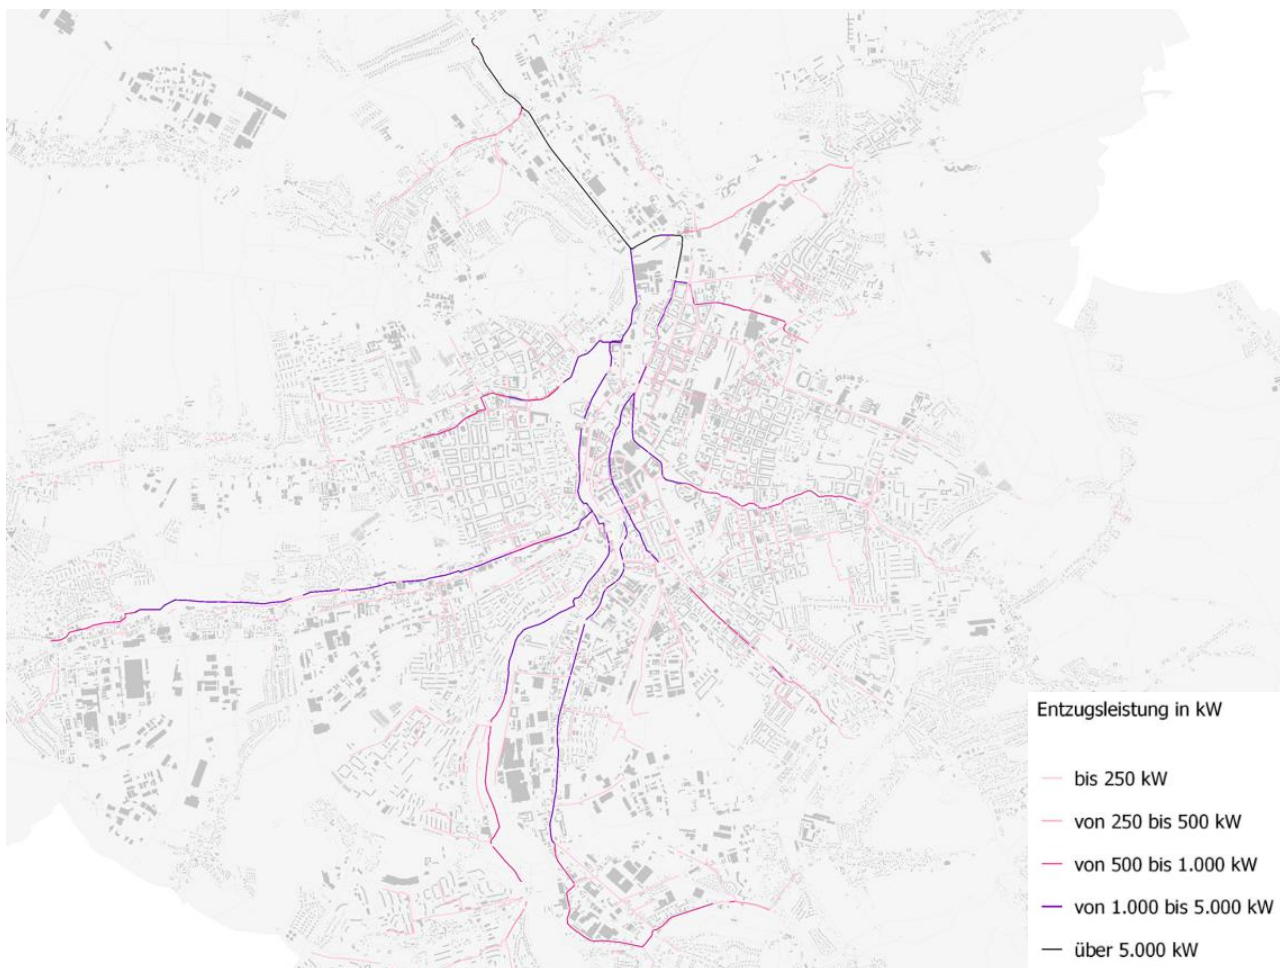 Entzugsleistung in kW
bis 250 kW
von 250 bis 500 kW
von 500 bis 1.000 kW
von 1.000 bis 5.000 kW
über 5.000 kW